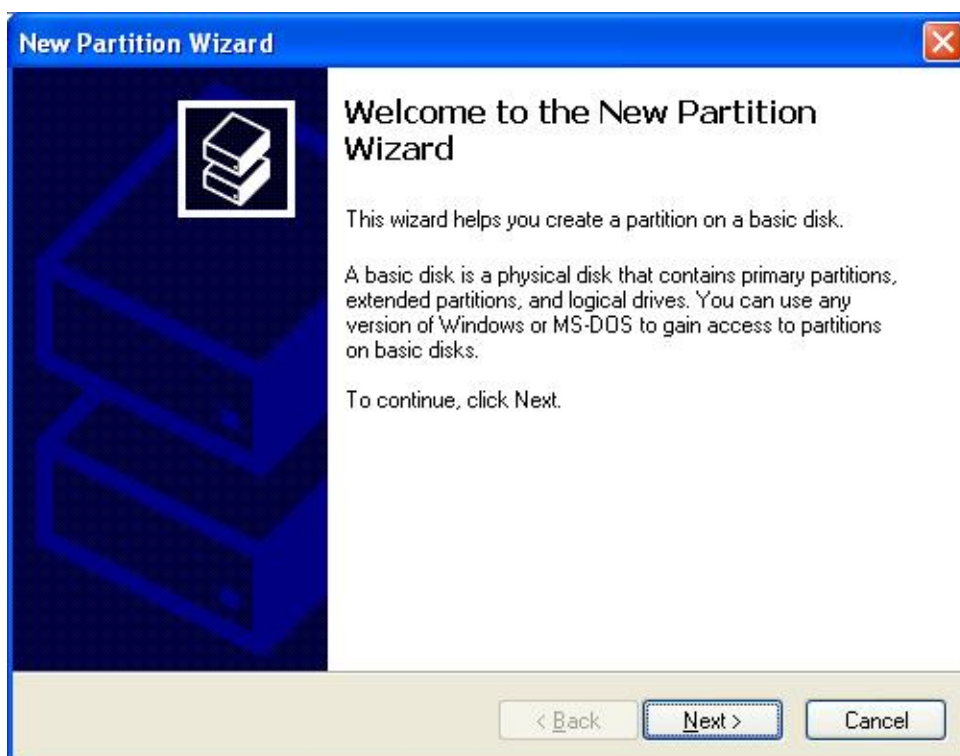 New Partition Wizard
Welcome to the New Partition
Wizard
This wizard helps you create a partition on a basic disk.
A basic disk is a physical disk that contains primary partitions,
extended partitions, and logical drives. You can use any
version of Windows or MS-DOS to gain access to partitions
on basic disks.
To continue, click Next.
< Back Next > Cancel